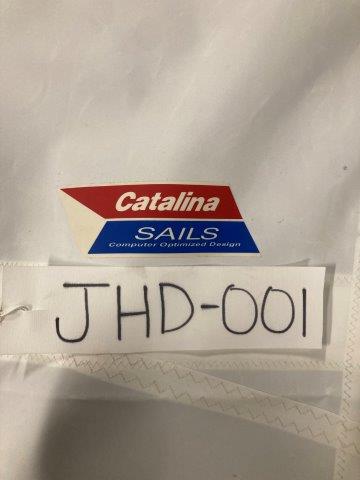 Catalina
SAILS
Computer Optimized Design
JHD-001